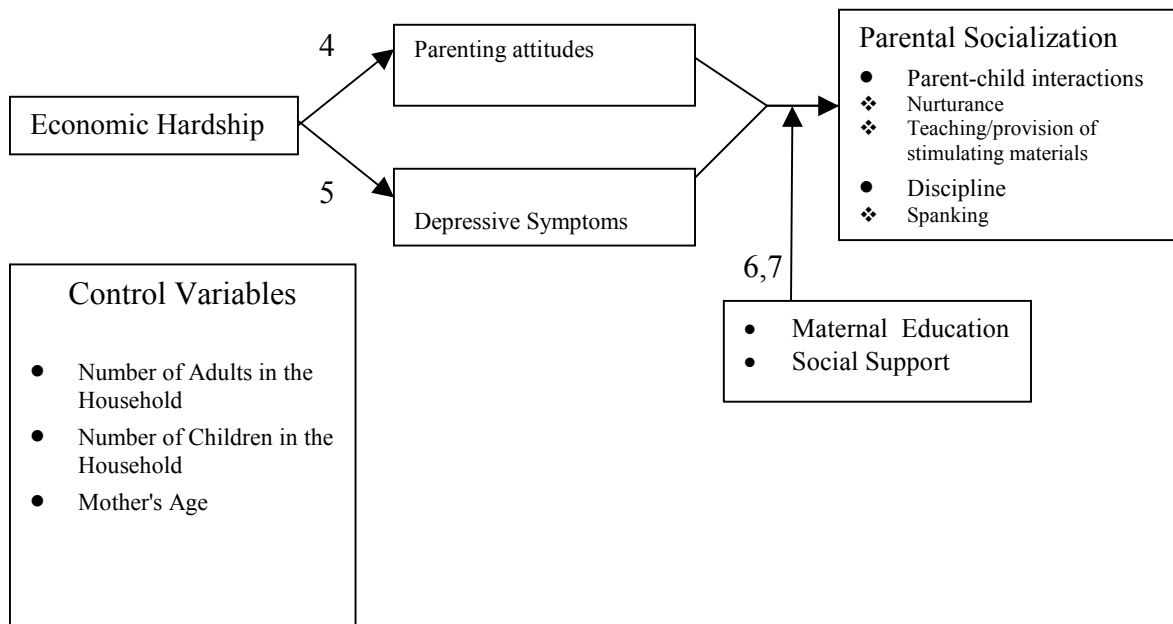 4
Parenting attitudes
Economic Hardship
5
Depressive Symptoms
Parental Socialization
● Parent-child interactions
❖ Nurturance
❖ Teaching/provision of
stimulating materials
● Discipline
❖ Spanking
6,7
• Maternal Education
• Social Support
Control Variables
● Number of Adults in the
Household
● Number of Children in the
Household
● Mother's Age